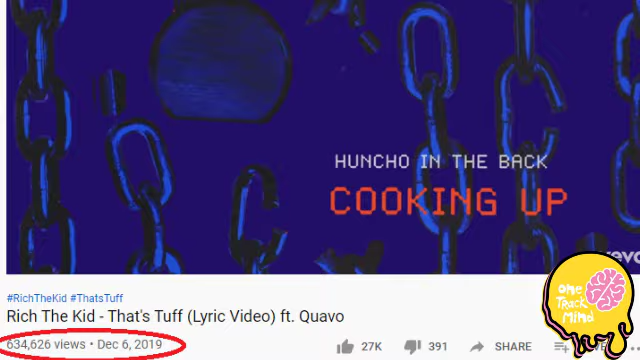 HUNCHO IN THE BACK
COOKING UP
vevo
#RichTheKid #ThatsTuff
Rich The Kid - That's Tuff (Lyric Video) ft. Quavo
634,626 views • Dec 6, 2019
27K 391 SHARE
ONE
TRACK
MIND